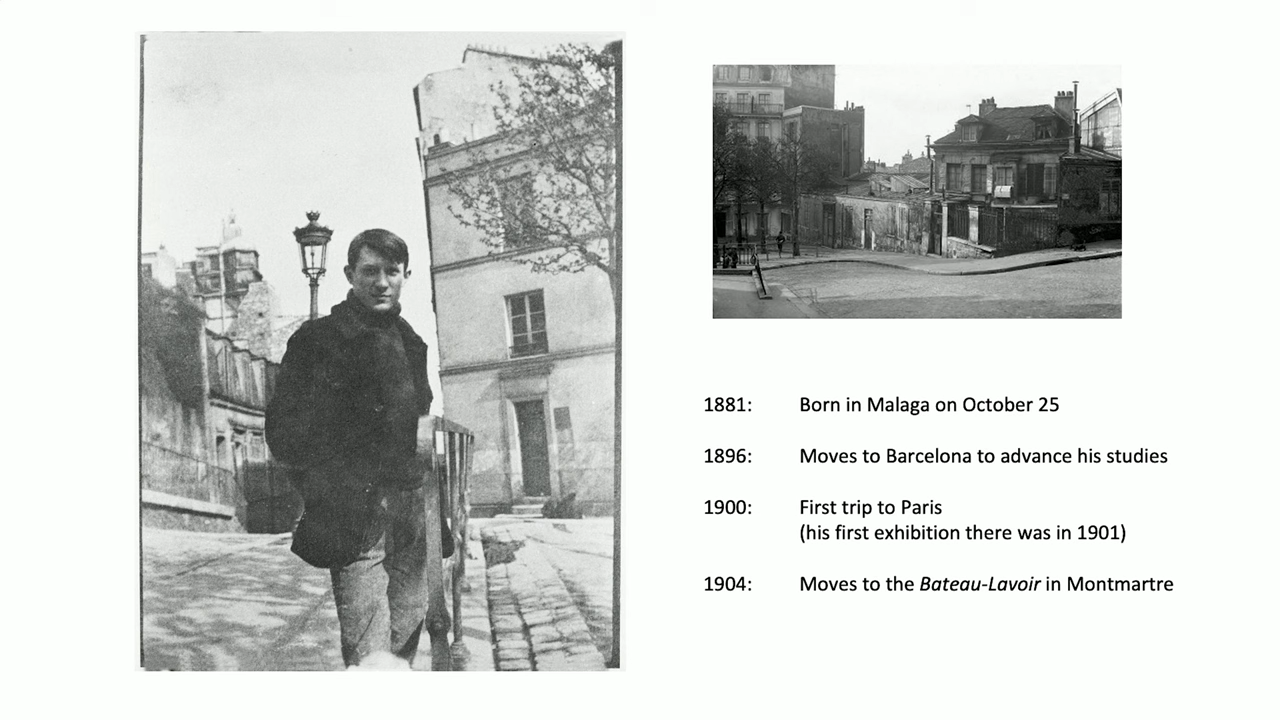 1881: Born in Malaga on October 25
1896: Moves to Barcelona to advance his studies
1900: First trip to Paris
(his first exhibition there was in 1901)
1904: Moves to the Bateau-Lavoir in Montmartre